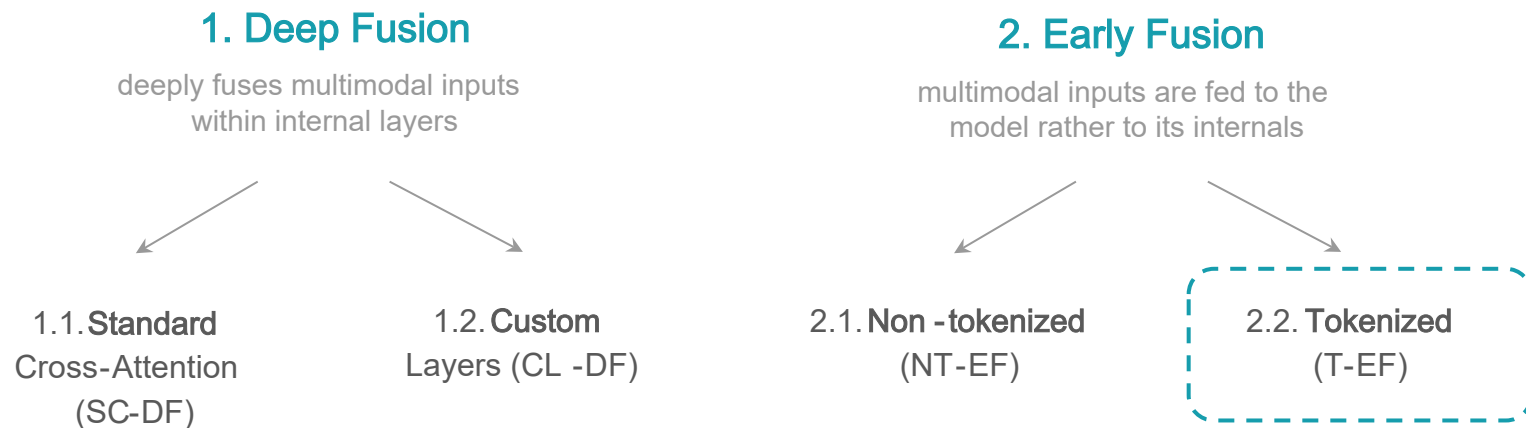 1. Deep Fusion
deeply fuses multimodal inputs
within internal layers
1.1. Standard
Cross-Attention
(SC-DF)
1.2. Custom
Layers (CL -DF)
2. Early Fusion
multimodal inputs are fed to the
model rather to its internals
2.1. Non -tokenized
(NT-EF)
2.2. Tokenized
(T-EF)